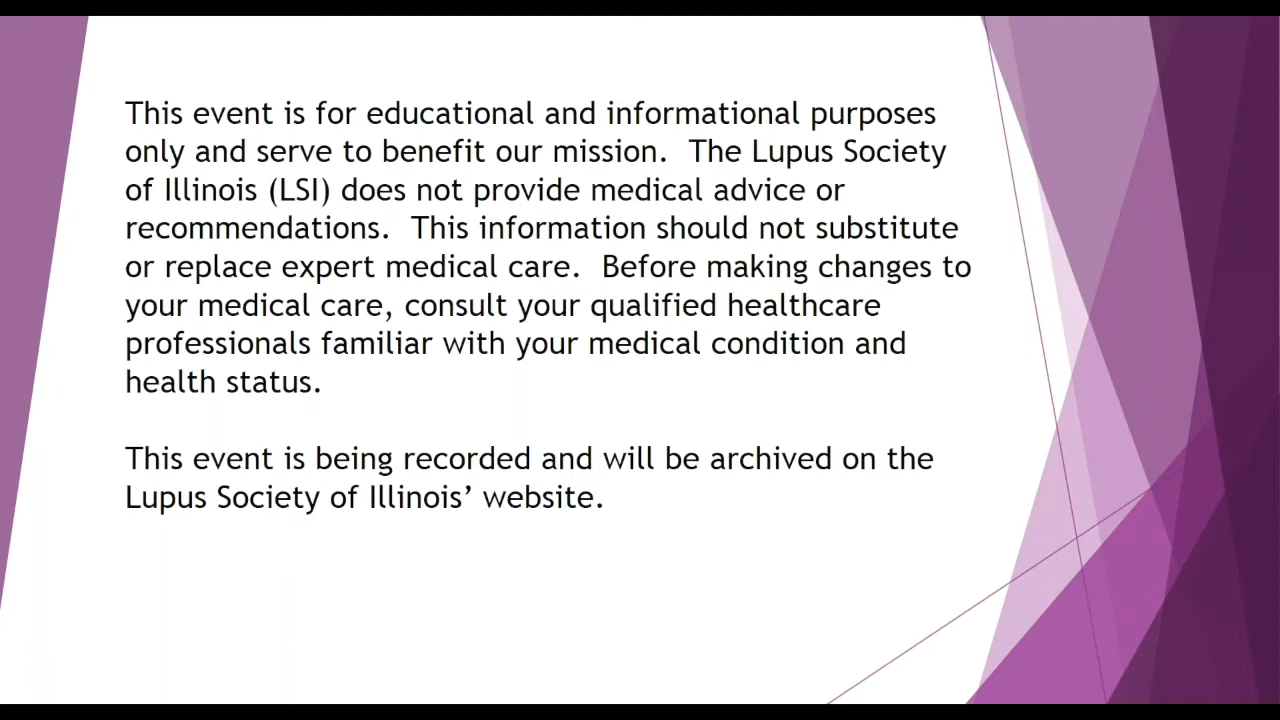 This event is for educational and informational purposes
only and serve to benefit our mission.  The Lupus Society
of Illinois (LSI) does not provide medical advice or
recommendations.  This information should not substitute
or replace expert medical care.  Before making changes to
your medical care, consult your qualified healthcare
professionals familiar with your medical condition and
health status.
This event is being recorded and will be archived on the
Lupus Society of Illinois’ website.